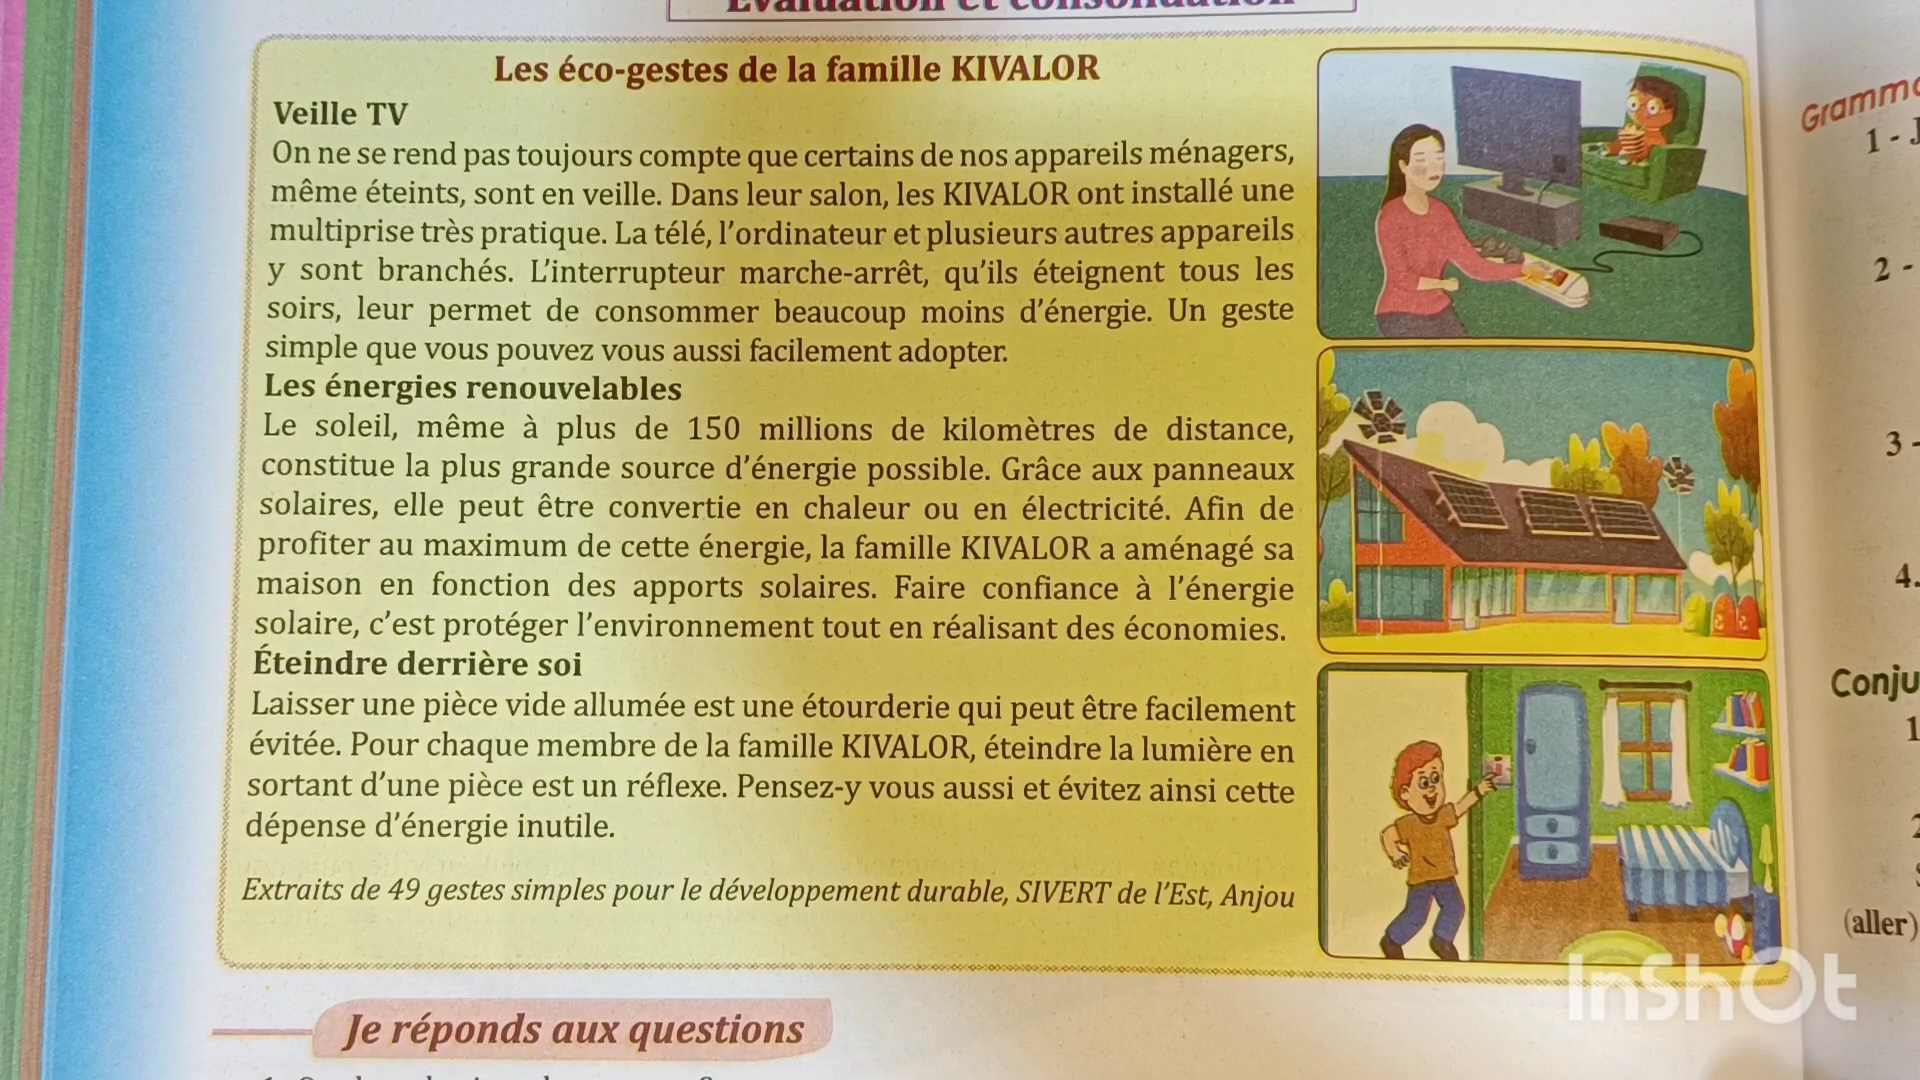 Evaluation et consolidation
Les éco-gestes de la famille KIVALOR
Veille TV
On ne se rend pas toujours compte que certains de nos appareils ménagers,
même éteints, sont en veille. Dans leur salon, les KIVALOR ont installé une
multiprise très pratique. La télé, l'ordinateur et plusieurs autres appareils
y sont branchés. L'interrupteur marche-arrêt, qu'ils éteignent tous les
soirs, leur permet de consommer beaucoup moins d'énergie. Un geste
simple que vous pouvez vous aussi facilement adopter.
Les énergies renouvelables
Le soleil, même à plus de 150 millions de kilomètres de distance,
constitue la plus grande source d'énergie possible. Grâce aux panneaux
solaires, elle peut être convertie en chaleur ou en électricité. Afin de
profiter au maximum de cette énergie, la famille KIVALOR a aménagé sa
maison en fonction des apports solaires. Faire confiance à l'énergie
solaire, c'est protéger l'environnement tout en réalisant des économies.
Éteindre derrière soi
Laisser une pièce vide allumée est une étourderie qui peut être facilement
évitée. Pour chaque membre de la famille KIVALOR, éteindre la lumière en
sortant d'une pièce est un réflexe. Pensez-y vous aussi et évitez ainsi cette
dépense d'énergie inutile.
Extraits de 49 gestes simples pour le développement durable, SIVERT de l'Est, Anjou
Je réponds aux questions
1 -
2 -
3 -
4.
1
(aller)
InShOt